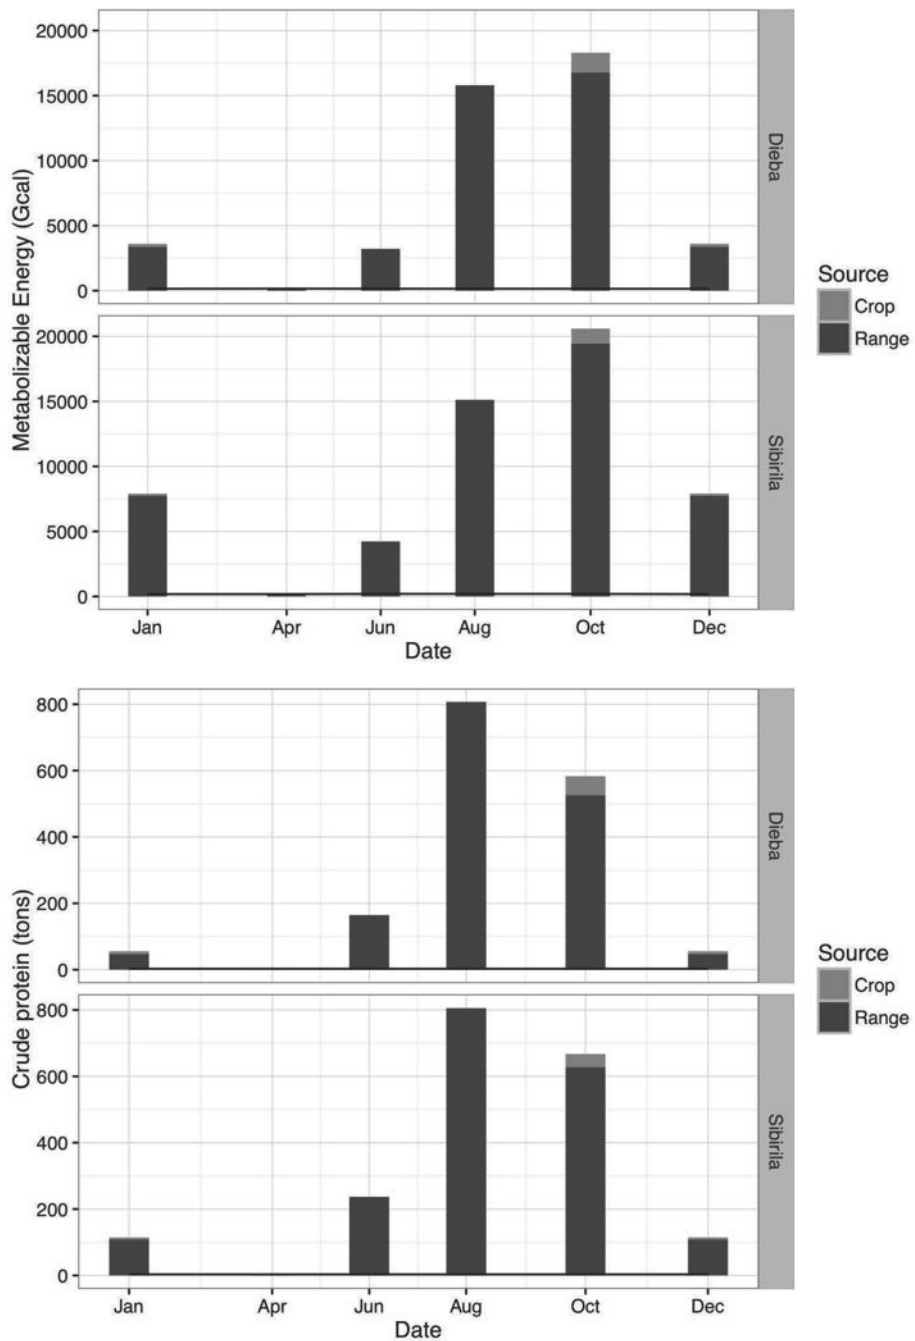 20000
15000
10000
5000
0
Dieba
20000
15000
10000
5000
0
Sibirila
Metabolizable Energy (Gcal)
Jan Apr Jun Aug Oct Dec
Date
Source
Crop
Range
800
600
400
200
0
Dieba
800
600
400
200
0
Sibirila
Crude protein (tons)
Jan Apr Jun Aug Oct Dec
Date
Source
Crop
Range